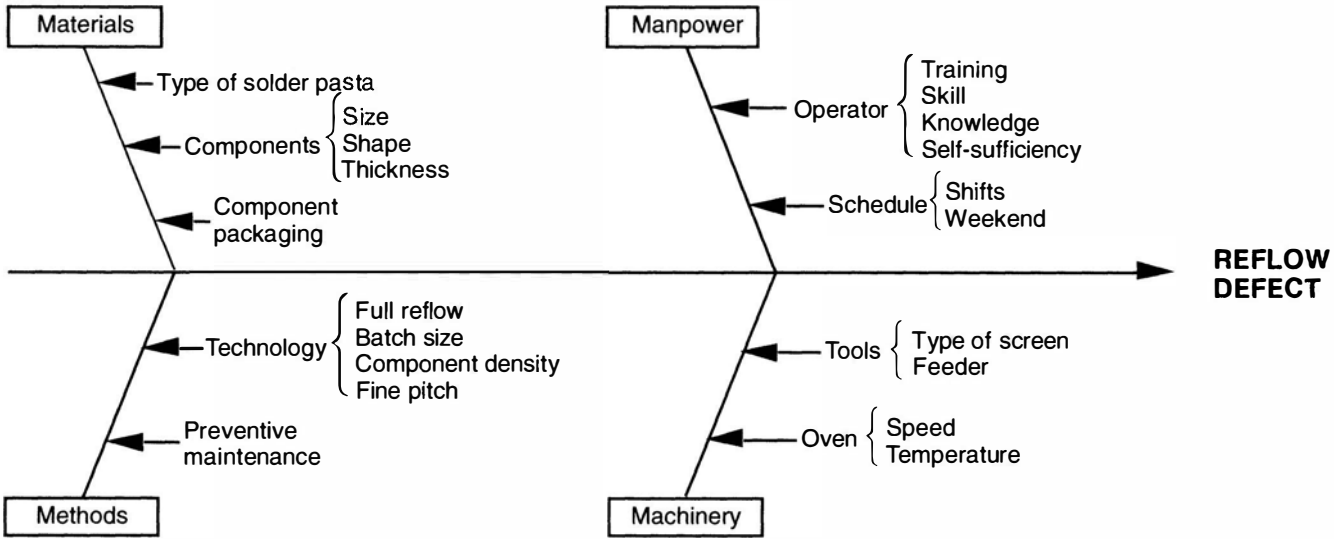 Materials
Type of solder pasta
Components
Size
Shape
Thickness
Component
packaging
Manpower
Operator
Training
Skill
Knowledge
Self-sufficiency
Schedule
Shifts
Weekend
REFLOW
DEFECT
Technology
Full reflow
Batch size
Component density
Fine pitch
Preventive
maintenance
Methods
Tools
Type of screen
Feeder
Oven
Speed
Temperature
Machinery